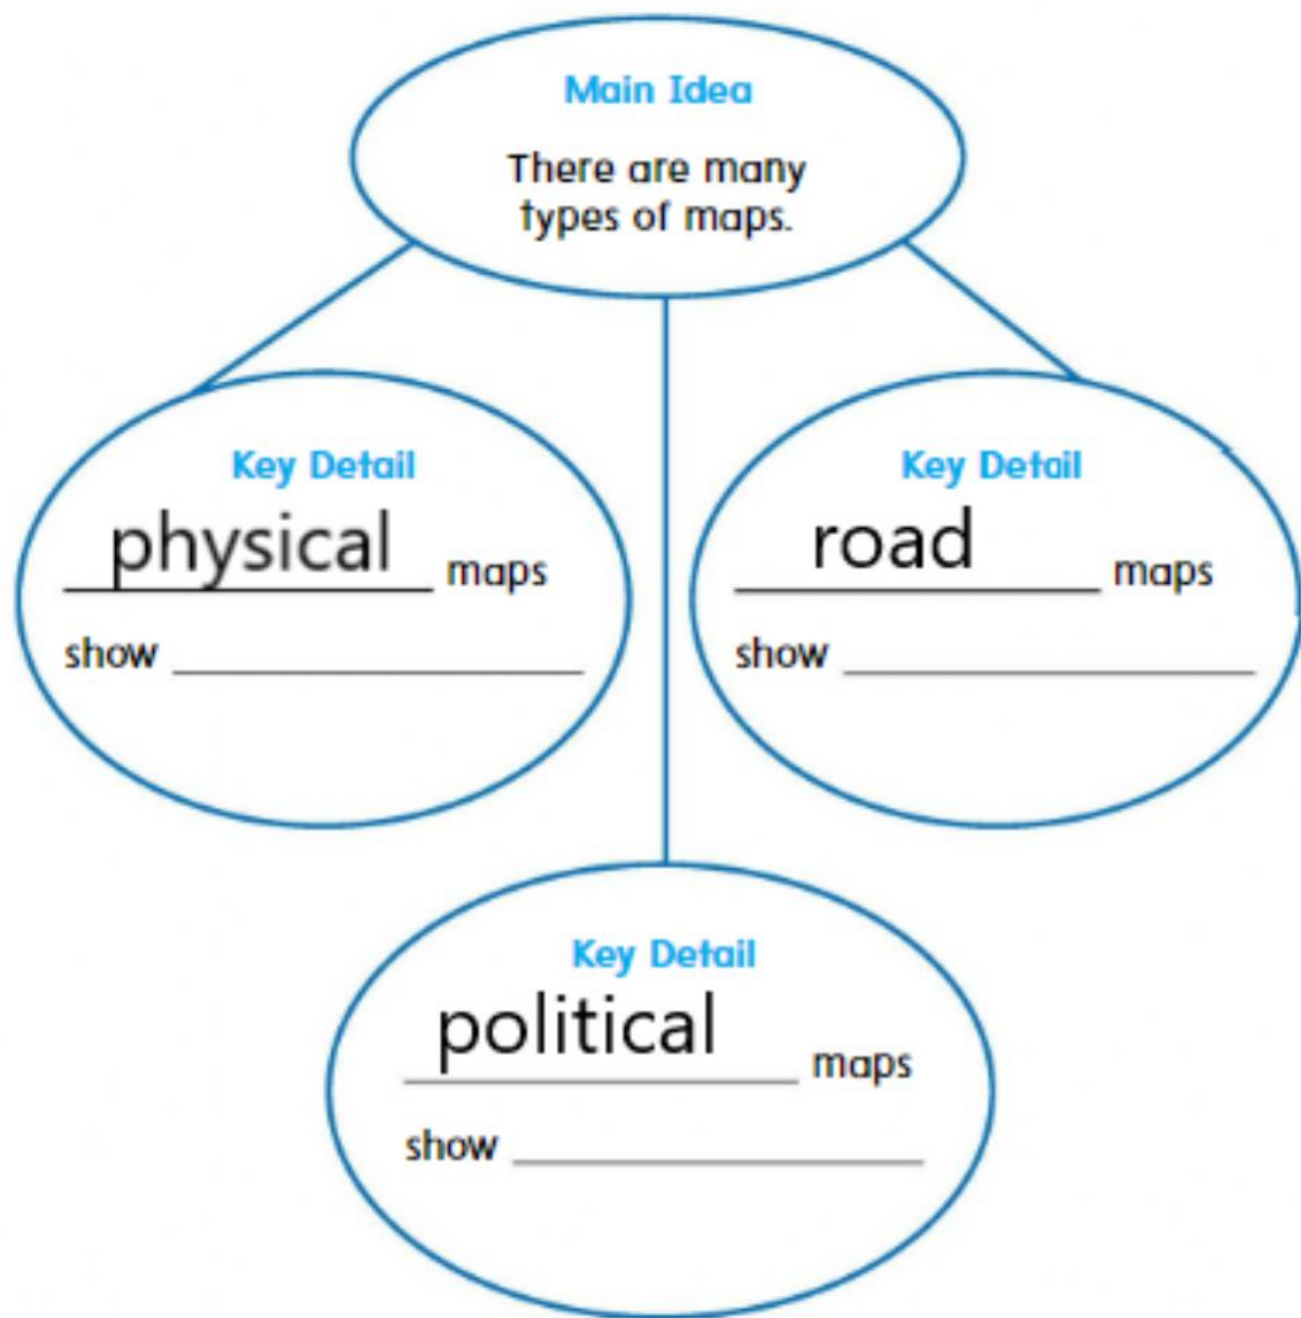 Main Idea
There are many
types of maps.
Key Detail
physical maps
show
Key Detail
road maps
show
Key Detail
political maps
show